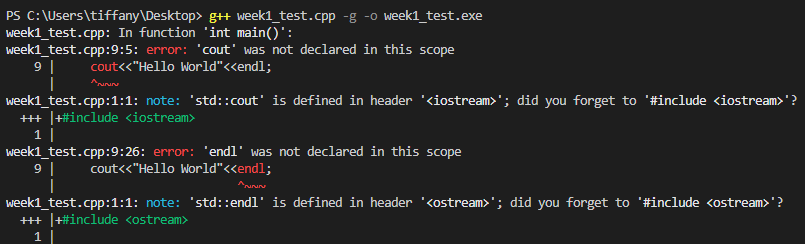 PS C:\Users\tiffany\Desktop> g++ week1_test.cpp -g -o week1_test.exe
week1_test.cpp: In function 'int main()':
week1_test.cpp:9:5: error: 'cout' was not declared in this scope
    9 |     cout<<"Hello World"<<endl;
      |     ^~~~
week1_test.cpp:1:1: note: 'std::cout' is defined in header '<iostream>'; did you forget to '#include <iostream>'?
  +++ |+#include <iostream>
    1 |
week1_test.cpp:9:26: error: 'endl' was not declared in this scope
    9 |     cout<<"Hello World"<<endl;
      |                          ^~~~
week1_test.cpp:1:1: note: 'std::endl' is defined in header '<ostream>'; did you forget to '#include <ostream>'?
  +++ |+#include <ostream>
    1 |